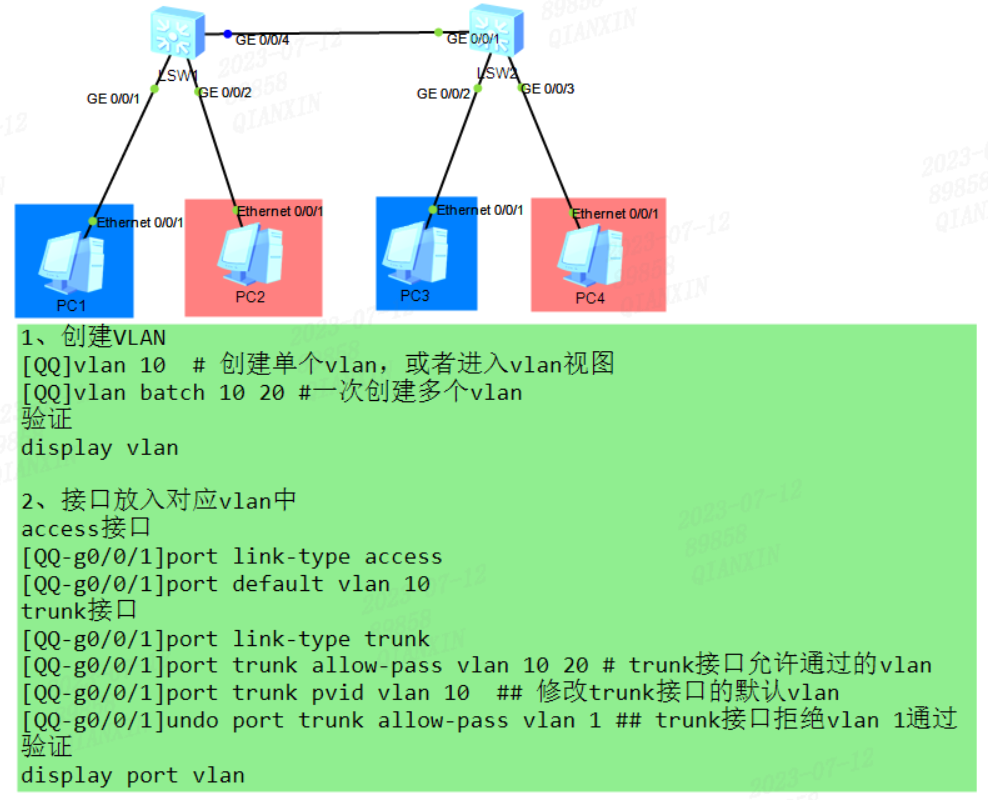 GE 0/0/4
GE 0/0/1
LSW1
LSW2
GE 0/0/1
GE 0/0/2
GE 0/0/2
GE 0/0/3
Ethernet 0/0/1
Ethernet 0/0/1
Ethernet 0/0/1
Ethernet 0/0/1
PC1
PC2
PC3
PC4
1、创建VLAN
[QQ]vlan 10 # 创建单个vlan，或者进入vlan视图
[QQ]vlan batch 10 20 #一次创建多个vlan
验证
display vlan
2、接口放入对应vlan中
access接口
[QQ-g0/0/1]port link-type access
[QQ-g0/0/1]port default vlan 10
trunk接口
[QQ-g0/0/1]port link-type trunk
[QQ-g0/0/1]port trunk allow-pass vlan 10 20 # trunk接口允许通过的vlan
[QQ-g0/0/1]port trunk pvid vlan 10 ## 修改trunk接口的默认vlan
[QQ-g0/0/1]undo port trunk allow-pass vlan 1 ## trunk接口拒绝vlan 1通过
验证
display port vlan
2023-07-12
89858
QIANXIN